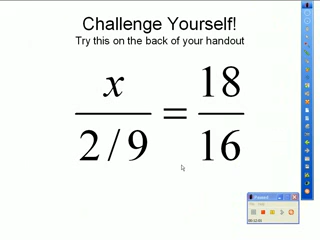 Challenge Yourself!
Try this on the back of your handout
x / (2/9) = 18/16